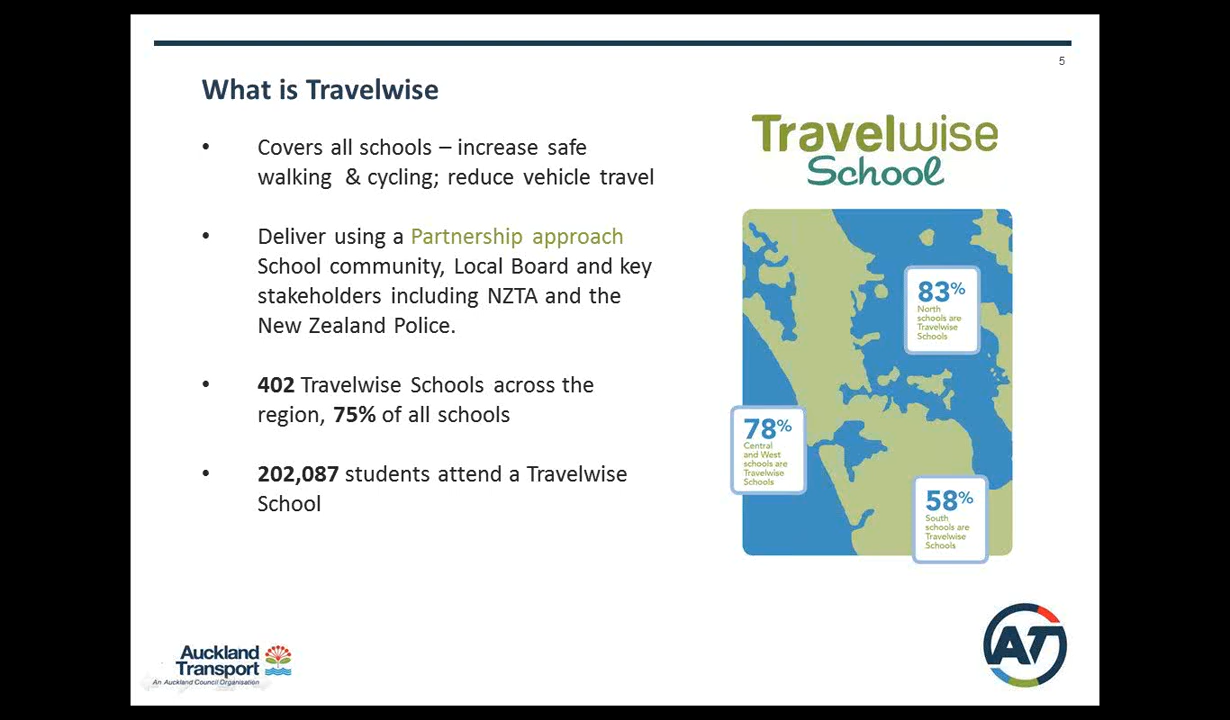 5
What is Travelwise
• Covers all schools – increase safe
walking & cycling; reduce vehicle travel
• Deliver using a Partnership approach
School community, Local Board and key
stakeholders including NZTA and the
New Zealand Police.
• 402 Travelwise Schools across the
region, 75% of all schools
• 202,087 students attend a Travelwise
School
Travelwise
School
83%
North
schools are
Travelwise
Schools
78%
Central
and West
schools are
Travelwise
Schools
58%
South
schools are
Travelwise
Schools
Auckland
Transport
An Auckland Council Organisation
AT